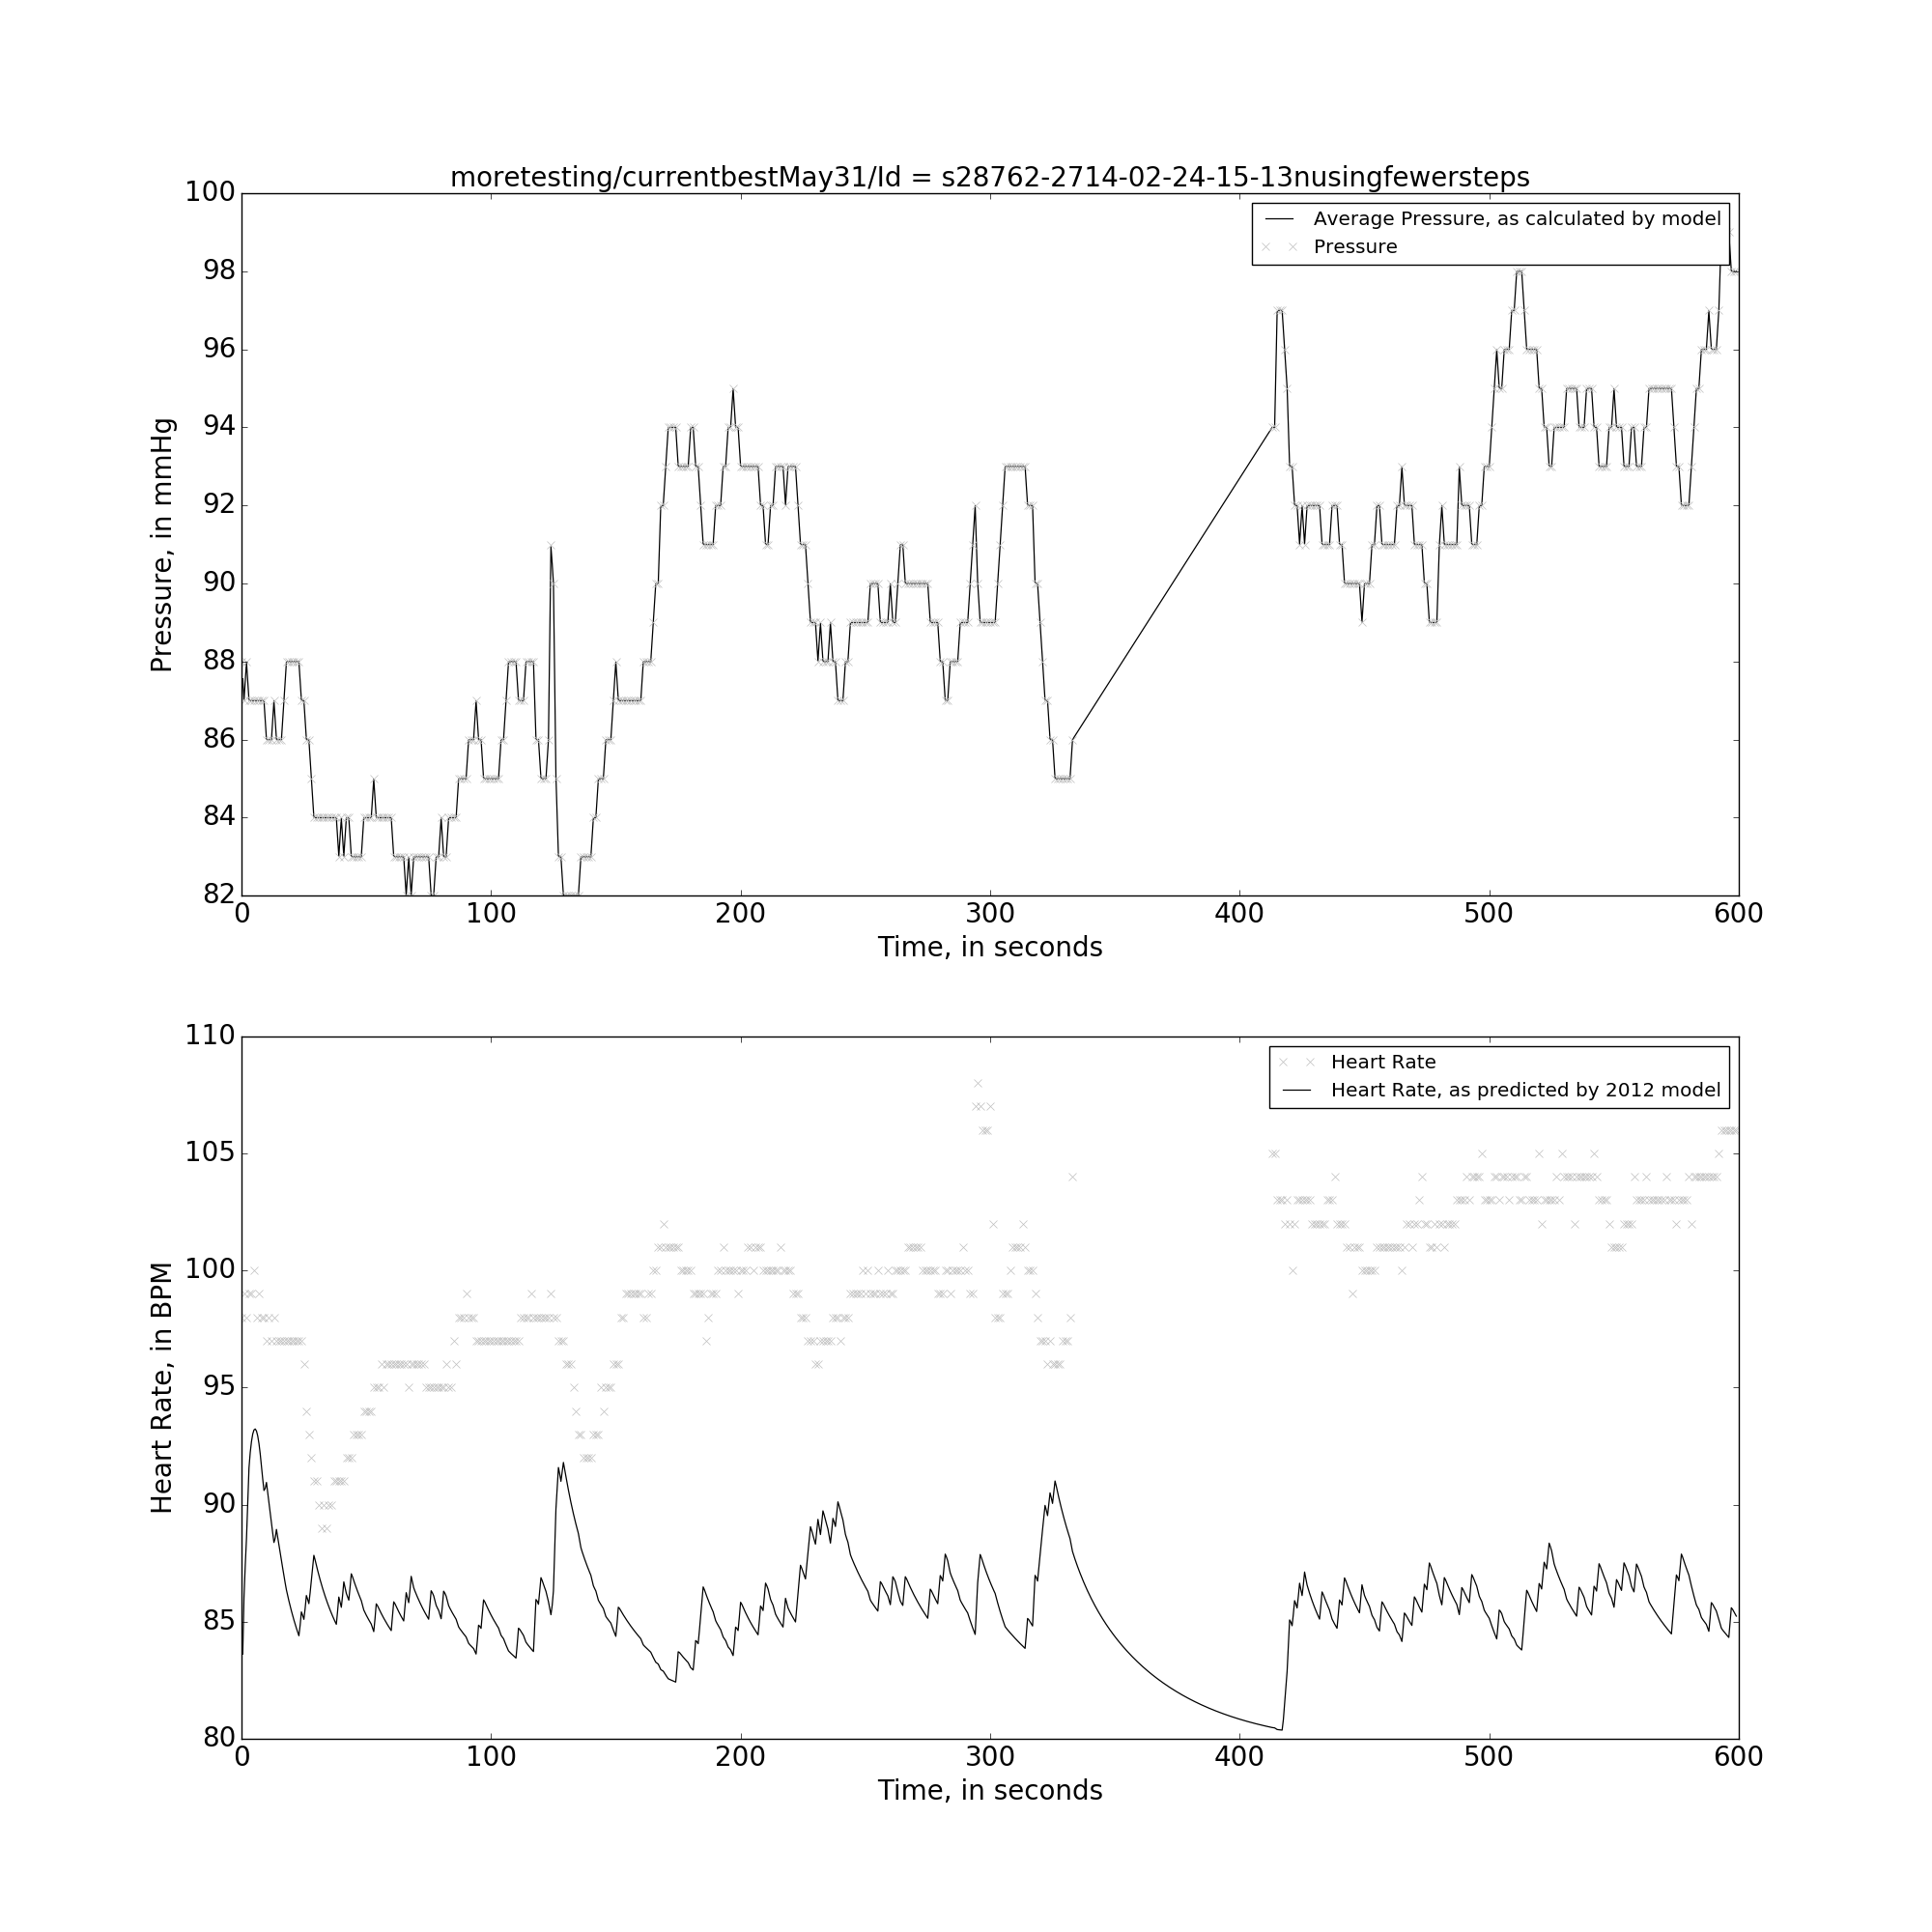 moretesting/currentbestMay31/Id = s28762-2714-02-24-15-13nusingfewersteps
100
98
96
94
92
90
88
86
84
82
Pressure, in mmHg
Average Pressure, as calculated by model
Pressure
0 100 200 300 400 500 600
Time, in seconds
110
105
100
95
90
85
80
Heart Rate, in BPM
Heart Rate
Heart Rate, as predicted by 2012 model
0 100 200 300 400 500 600
Time, in seconds